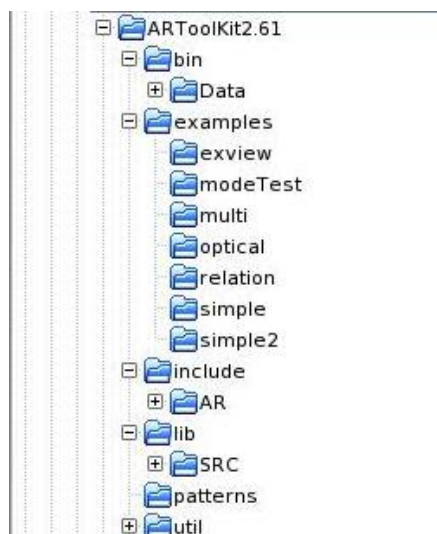 ARToolKit2.61
bin
Data
examples
exview
modeTest
multi
optical
relation
simple
simple2
include
AR
lib
SRC
patterns
util